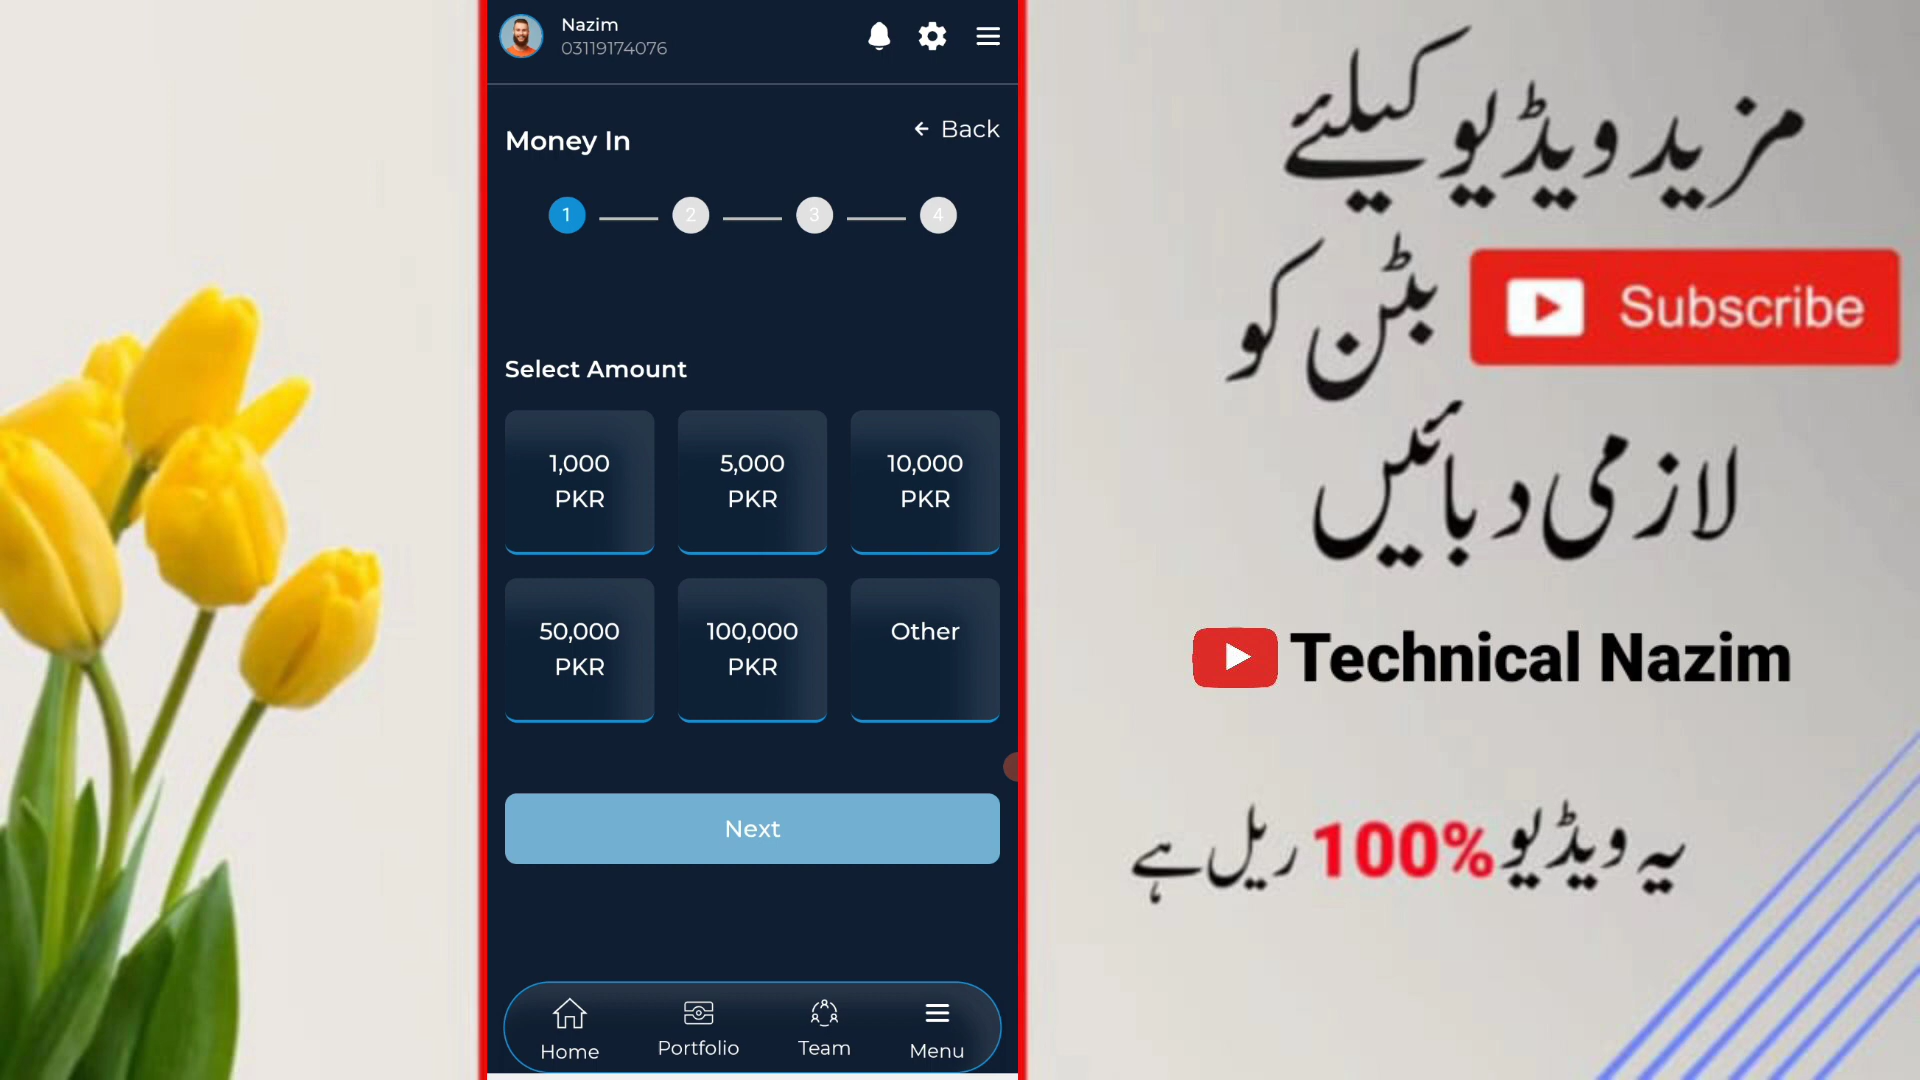 Nazim
03119174076
Money In
← Back
1 2 3 4
Select Amount
1,000 PKR
5,000 PKR
10,000 PKR
50,000 PKR
100,000 PKR
Other
Next
Home Portfolio Team Menu
مزید ویڈیو کیلئے
Subscribe بٹن کو
لازمی دبائیں
Technical Nazim
یہ ویڈیو 100% ریل ہے